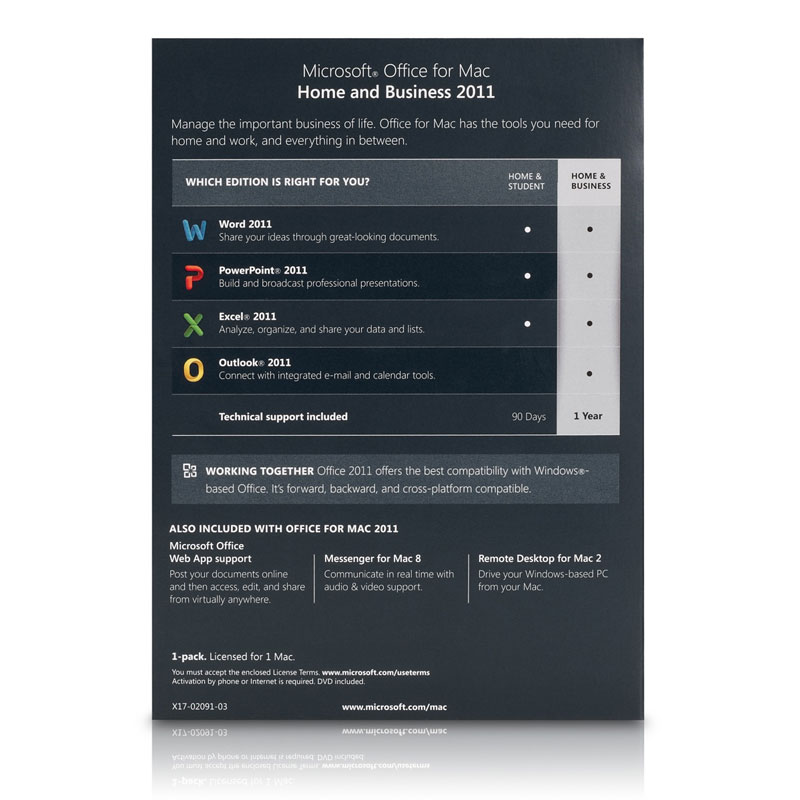 Microsoft® Office for Mac
Home and Business 2011
Manage the important business of life. Office for Mac has the tools you need for
home and work, and everything in between.
WHICH EDITION IS RIGHT FOR YOU?
HOME &
STUDENT
HOME &
BUSINESS
Word 2011
Share your ideas through great-looking documents.
PowerPoint® 2011
Build and broadcast professional presentations.
Excel® 2011
Analyze, organize, and share your data and lists.
Outlook® 2011
Connect with integrated e-mail and calendar tools.
Technical support included 90 Days 1 Year
WORKING TOGETHER Office 2011 offers the best compatibility with Windows®-
based Office. It's forward, backward, and cross-platform compatible.
ALSO INCLUDED WITH OFFICE FOR MAC 2011
Microsoft Office
Web App support
Post your documents online
and then access, edit, and share
from virtually anywhere.
Messenger for Mac 8
Communicate in real time with
audio & video support.
Remote Desktop for Mac 2
Drive your Windows-based PC
from your Mac.
1-pack. Licensed for 1 Mac.
You must accept the enclosed License Terms. www.microsoft.com/useterms
Activation by phone or Internet is required. DVD included.
X17-02091-03 www.microsoft.com/mac